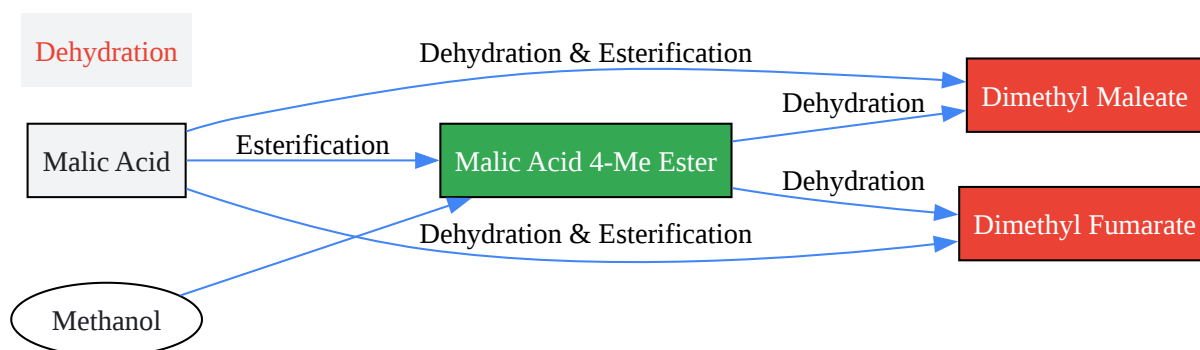 Dehydration
Dehydration & Esterification
Dimethyl Maleate
Dehydration
Malic Acid
Esterification
Malic Acid 4-Me Ester
Dehydration
Dimethyl Fumarate
Dehydration & Esterification
Methanol